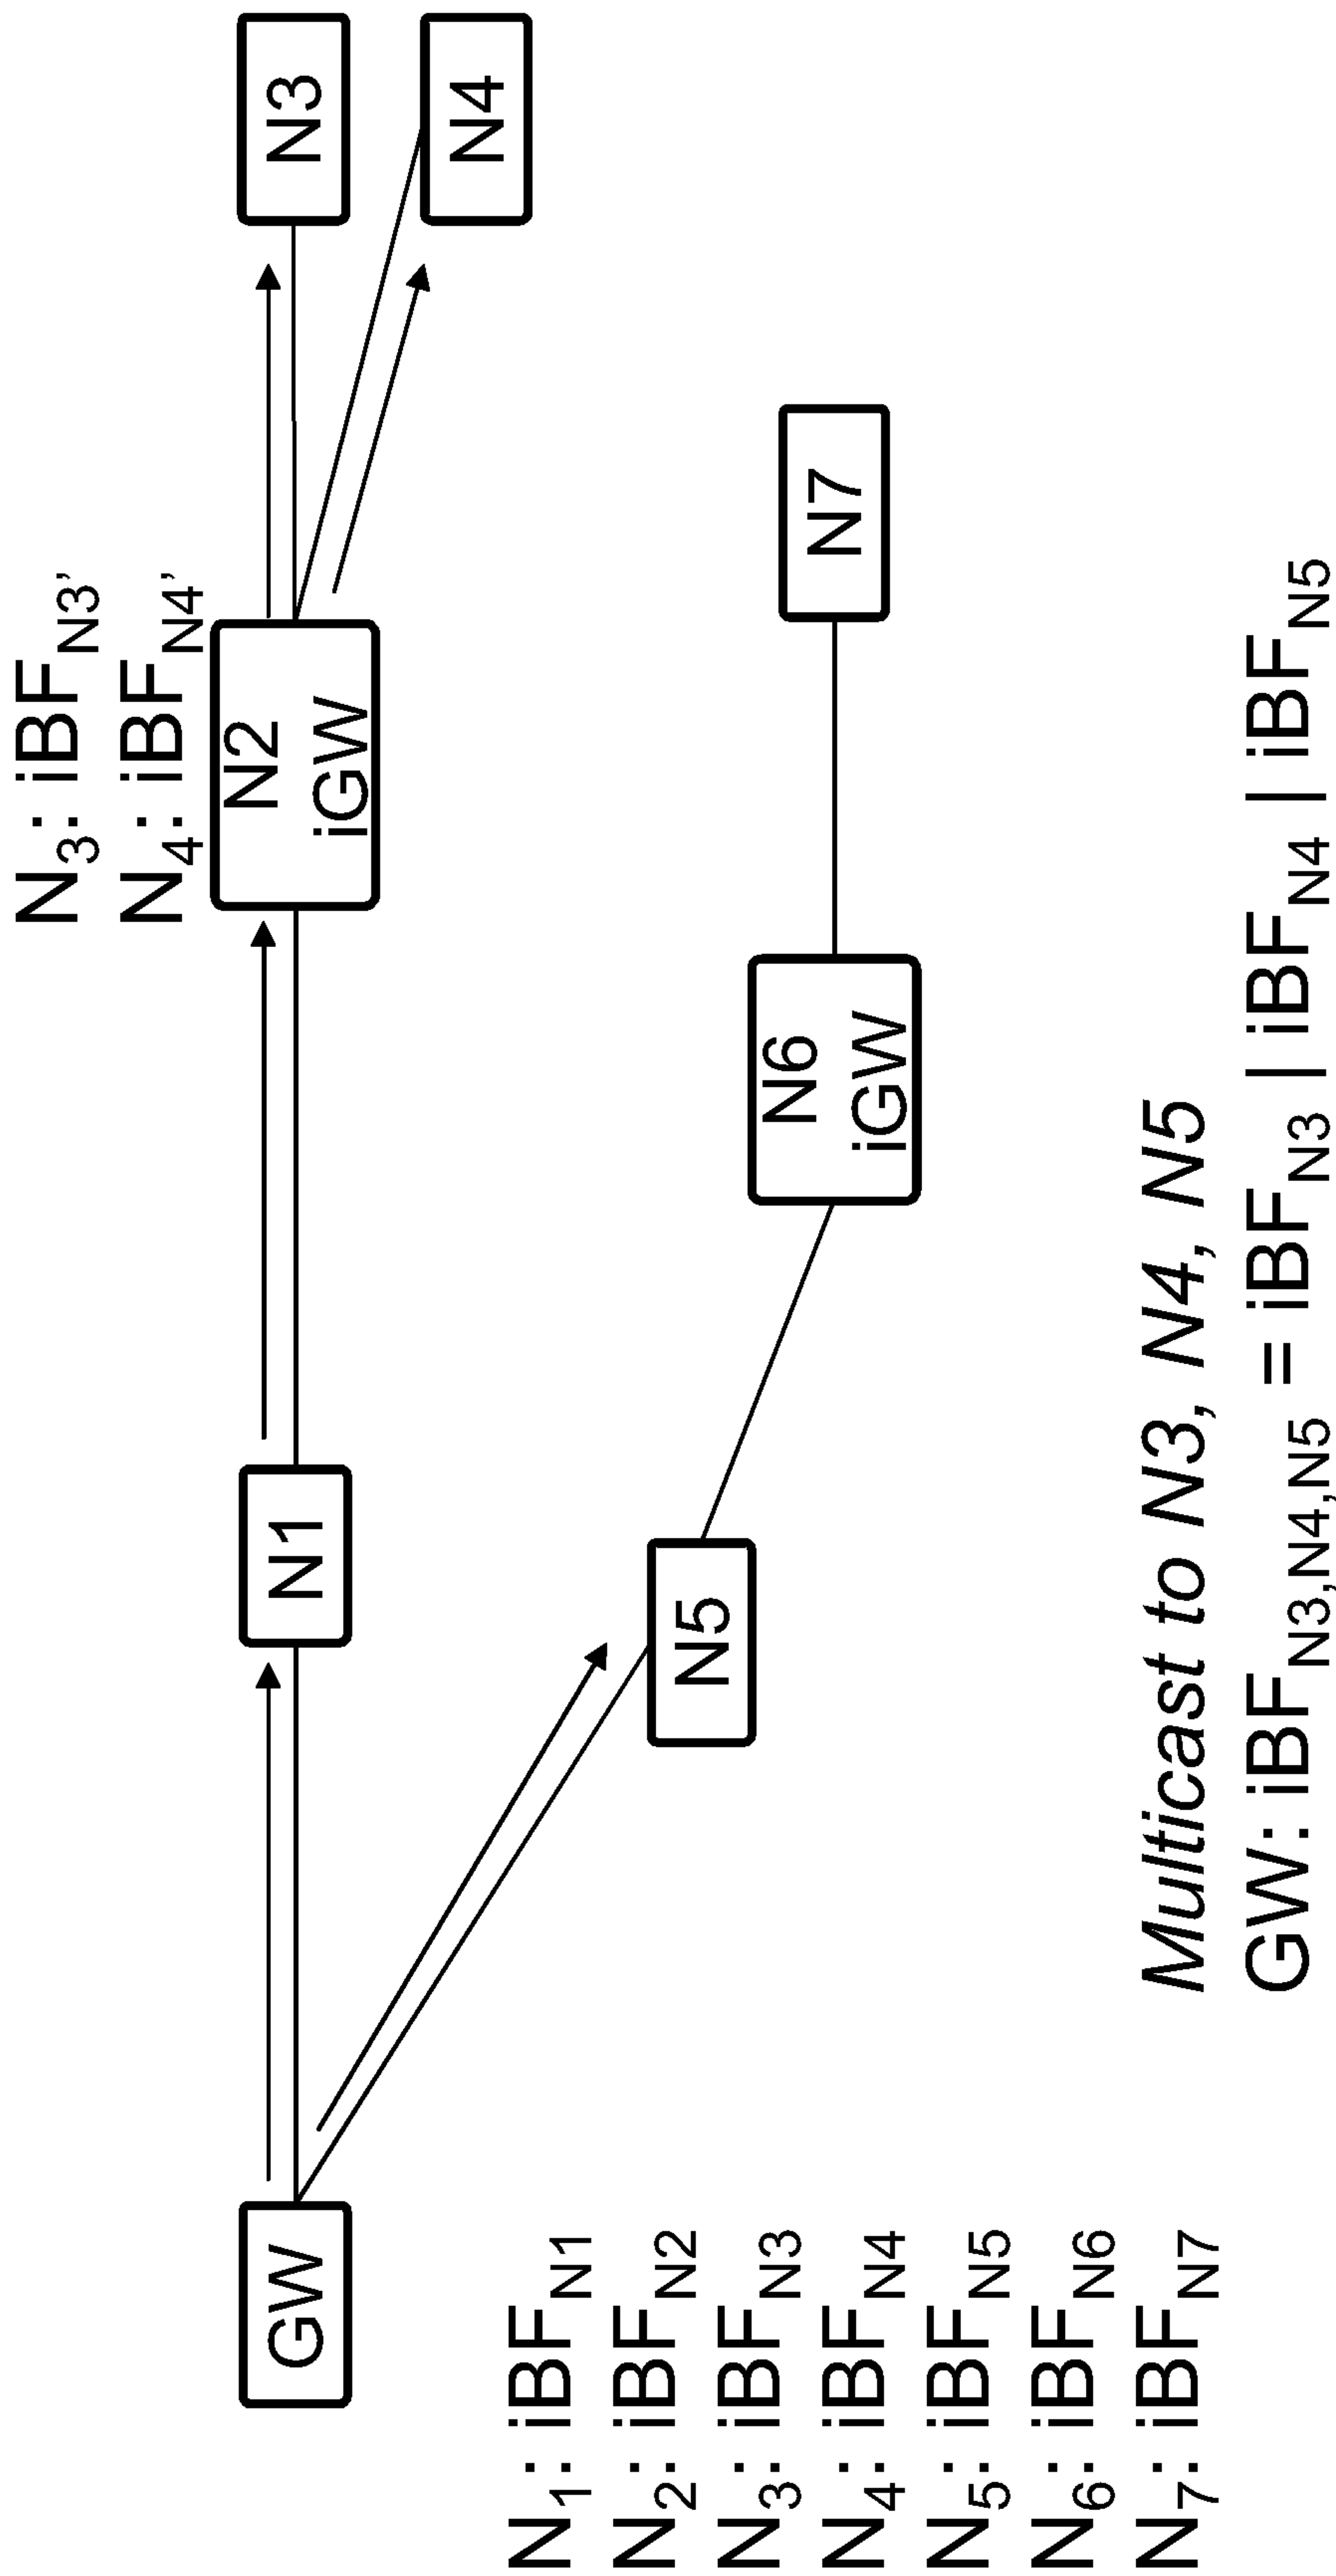 N3: iBFN3’
N4: iBFN4’
GW
N1
N2
iGW
N3
N4
N5
N6
iGW
N7
N1: iBFN1
N2: iBFN2
N3: iBFN3
N4: iBFN4
N5: iBFN5
N6: iBFN6
N7: iBFN7
Multicast to N3, N4, N5
GW: iBFN3,N4,N5 = iBFN3 | iBFN4 | iBFN5